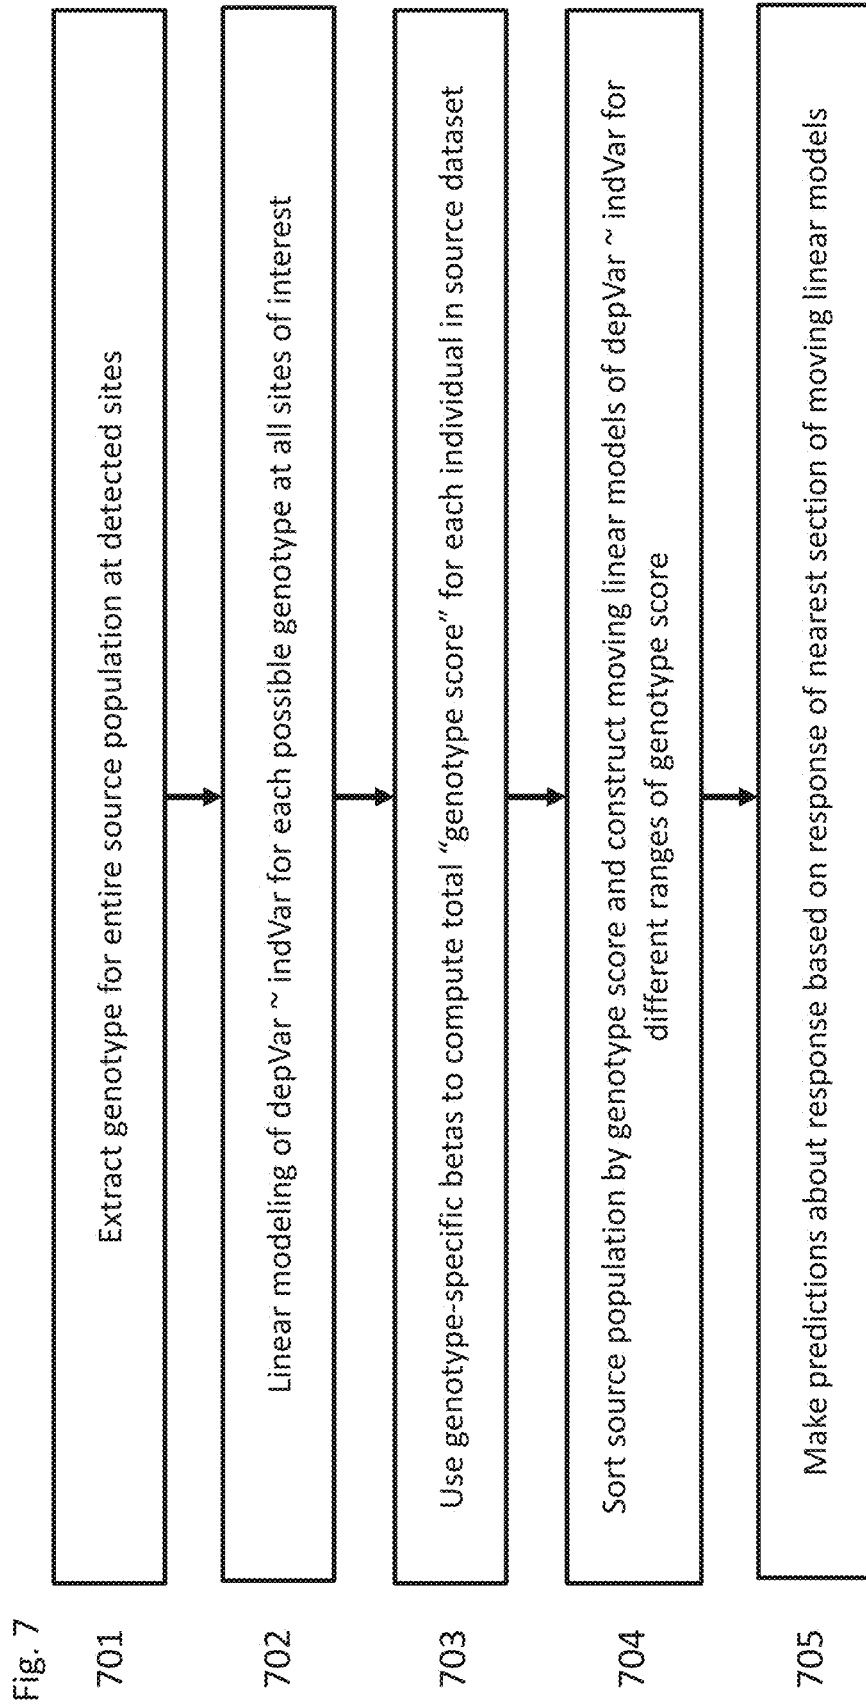 Fig. 7
701
Extract genotype for entire source population at detected sites
702
Linear modeling of depVar ~ indVar for each possible genotype at all sites of interest
703
Use genotype-specific betas to compute total “genotype score” for each individual in source dataset
704
Sort source population by genotype score and construct moving linear models of depVar ~ indVar for
different ranges of genotype score
705
Make predictions about response based on response of nearest section of moving linear models